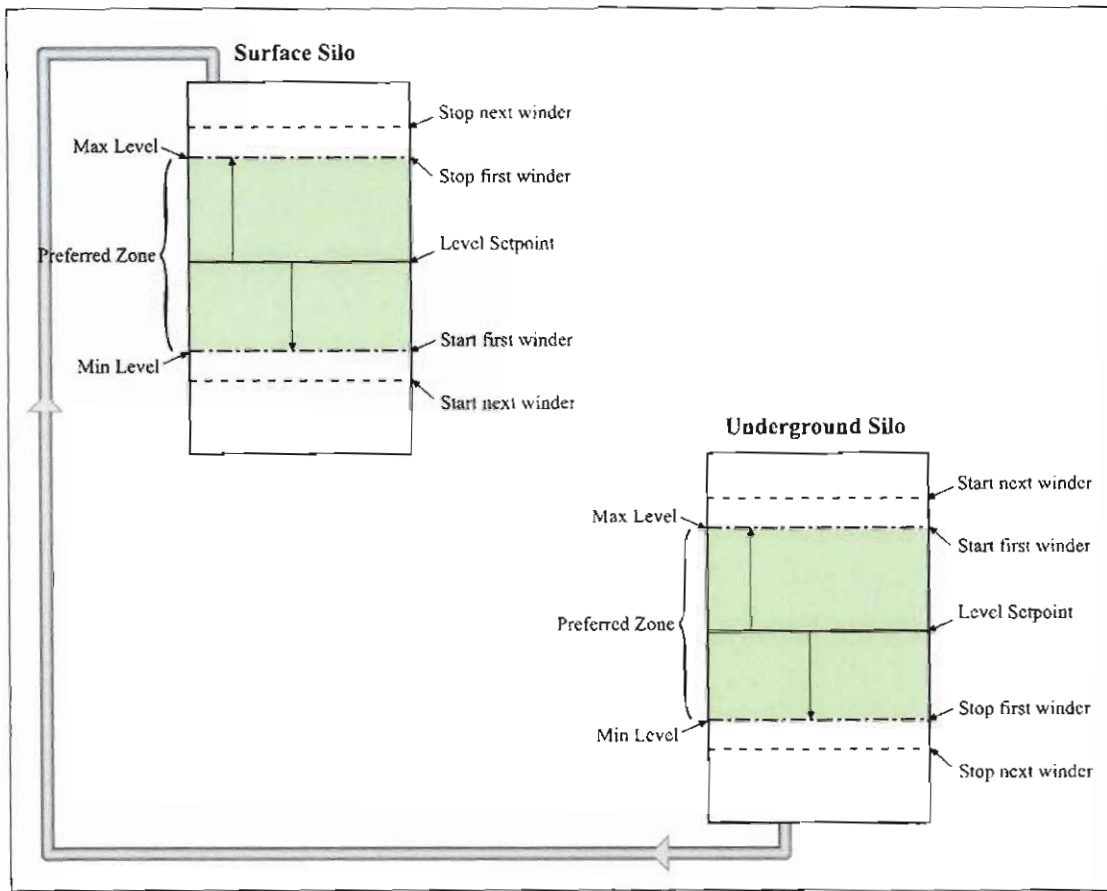 Surface Silo
Stop next winder
Max Level
Stop first winder
Preferred Zone
Level Setpoint
Start first winder
Min Level
Start next winder
Underground Silo
Start next winder
Max Level
Start first winder
Level Setpoint
Preferred Zone
Stop first winder
Min Level
Stop next winder